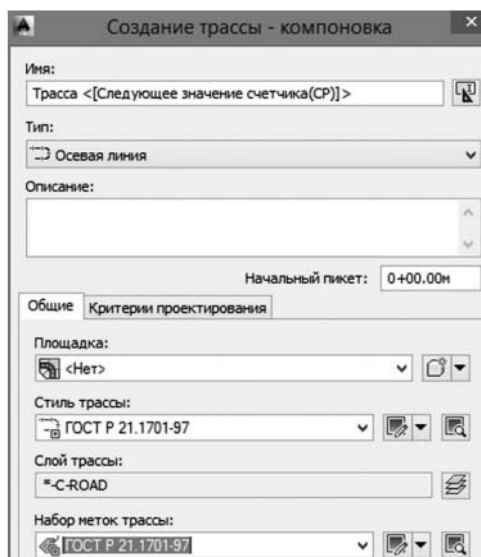 Создание трассы - компоновка
Имя:
Трасса <[Следующее значение счетчика(CP)]>
Тип:
Осевая линия
Описание:
Начальный пикет: 0+00.00м
Общие Критерии проектирования
Площадка:
<Нет>
Стиль трассы:
ГОСТ Р 21.1701-97
Слой трассы:
*-C-ROAD
Набор меток трассы:
ГОСТ Р 21.1701-97